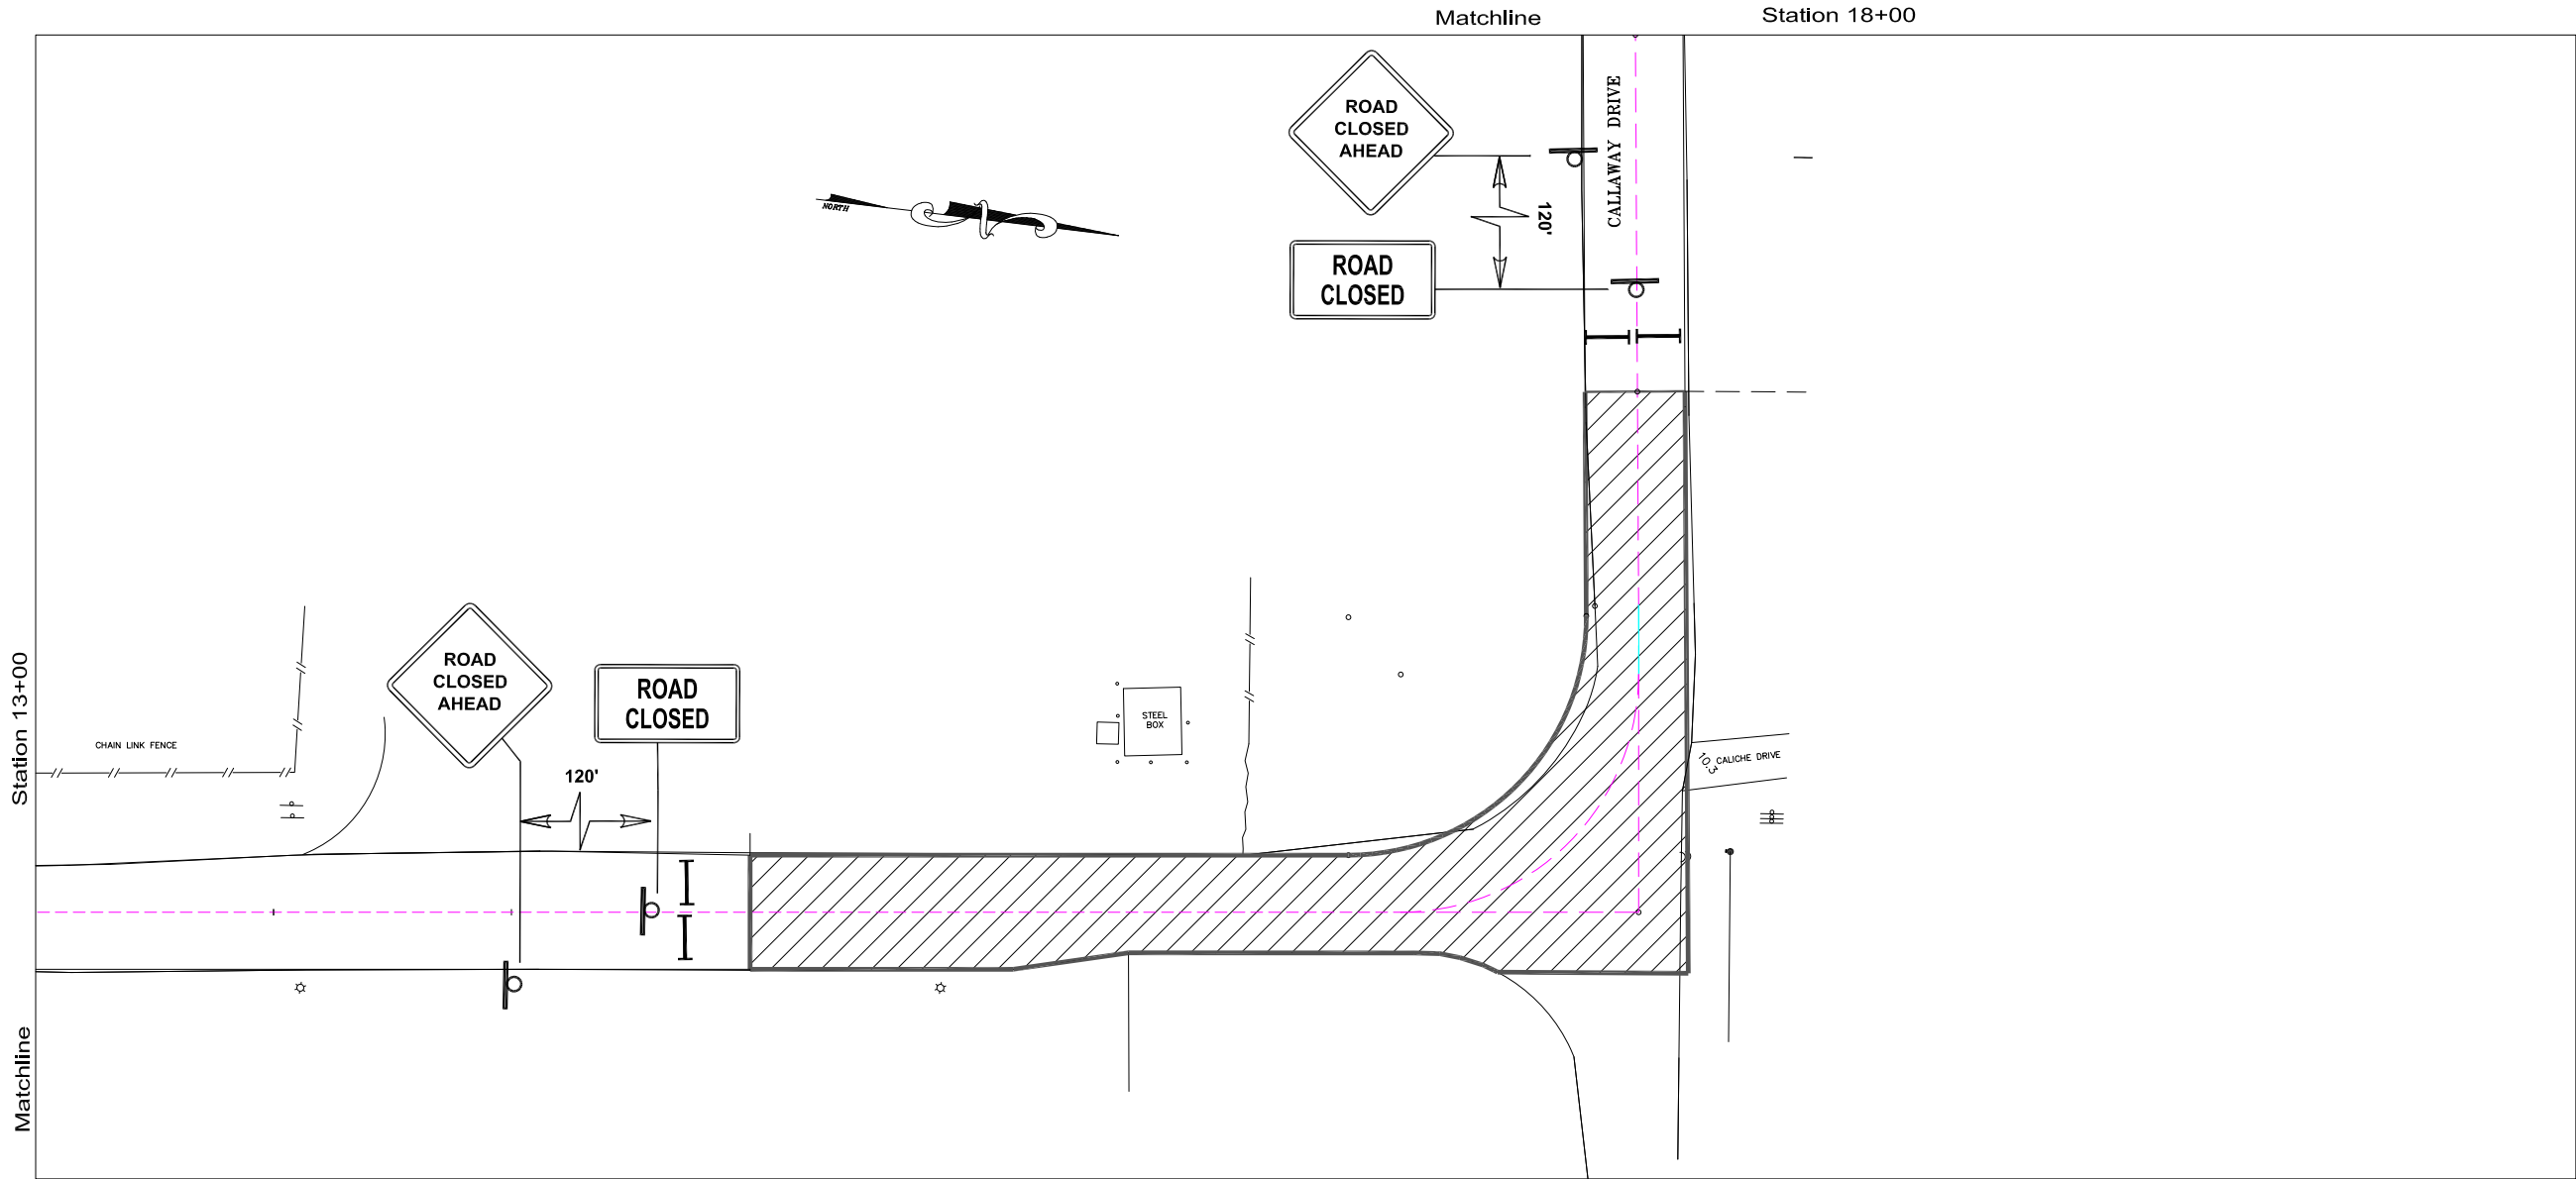 Matchline
Station 18+00
ROAD
CLOSED
AHEAD
CALAWAY DRIVE
NORTH
120'
ROAD
CLOSED
ROAD
CLOSED
AHEAD
ROAD
CLOSED
Station 13+00
CHAIN LINK FENCE
STEEL
BOX
120'
10.3
CALICHE DRIVE
Matchline